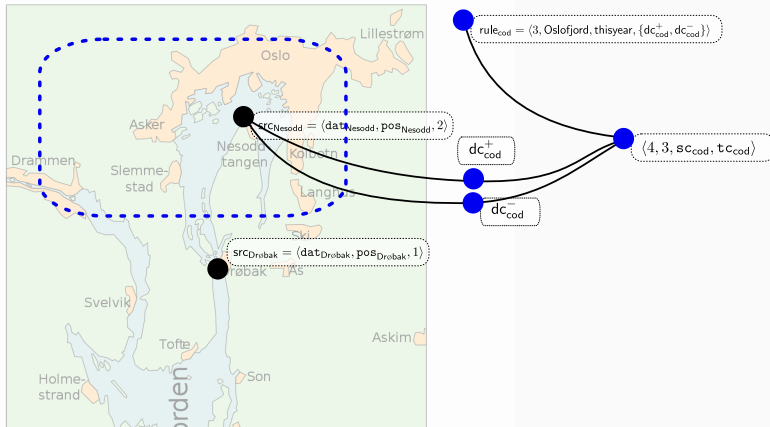 Lillestrøm
rule_cod = ⟨3, Oslofjord, thisyear, {dc⁺_cod, dc⁻_cod}⟩
Oslo
Asker
src_Nesodd = ⟨dat_Nesodd, pos_Nesodd, 2⟩
Nesodd
tangen
Kolbotn
dc⁺_cod
⟨4, 3, sc_cod, tc_cod⟩
Drammen
Slemme-
stad
Langhus
dc⁻_cod
Ski
src_Drøbak = ⟨dat_Drøbak, pos_Drøbak, 1⟩
Drøbak
Ås
Svelvik
Tofte
Askim
Holme-
strand
Son
orden